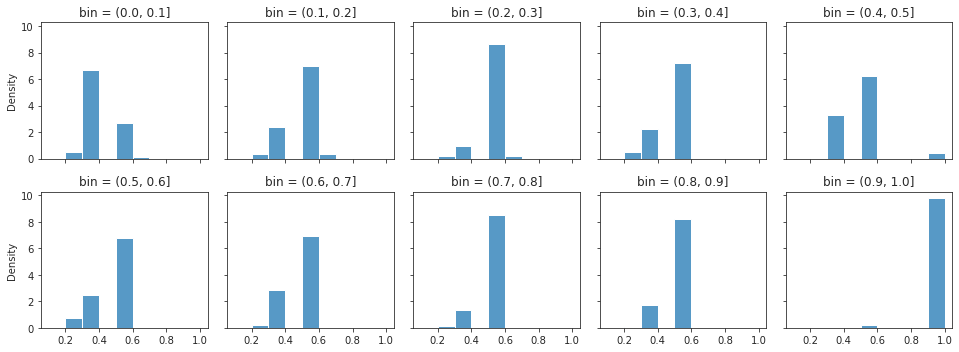 bin = (0.0, 0.1]
bin = (0.1, 0.2]
bin = (0.2, 0.3]
bin = (0.3, 0.4]
bin = (0.4, 0.5]
10
8
6
4
2
0
Density
bin = (0.5, 0.6]
bin = (0.6, 0.7]
bin = (0.7, 0.8]
bin = (0.8, 0.9]
bin = (0.9, 1.0]
10
8
6
4
2
0
Density
0.2 0.4 0.6 0.8 1.0
0.2 0.4 0.6 0.8 1.0
0.2 0.4 0.6 0.8 1.0
0.2 0.4 0.6 0.8 1.0
0.2 0.4 0.6 0.8 1.0